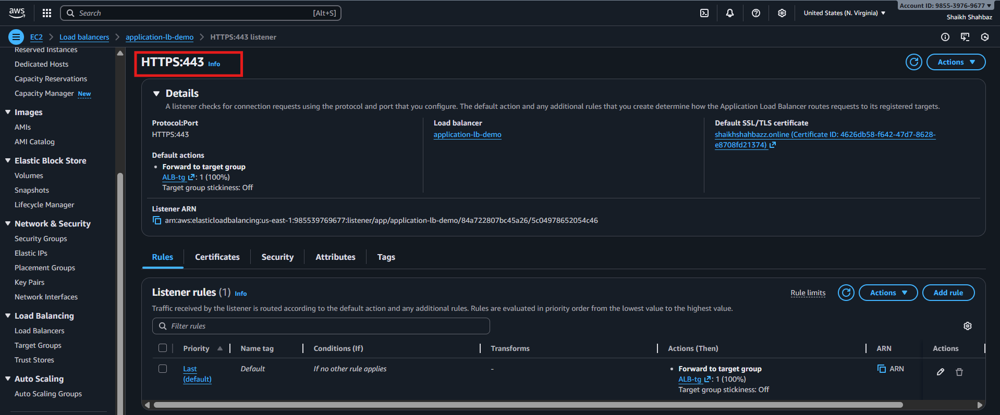 aws
Search
[Alt+S]
United States (N. Virginia)
Account ID: 9855-3976-9677
Shaikh Shahbaz
EC2
Load balancers
application-lb-demo
HTTPS:443 listener
Reserved Instances
Dedicated Hosts
Capacity Reservations
Capacity Manager New
Images
AMIs
AMI Catalog
Elastic Block Store
Volumes
Snapshots
Lifecycle Manager
Network & Security
Security Groups
Elastic IPs
Placement Groups
Key Pairs
Network Interfaces
Load Balancing
Load Balancers
Target Groups
Trust Stores
Auto Scaling
Auto Scaling Groups
HTTPS:443 Info
Actions
Details
A listener checks for connection requests using the protocol and port that you configure. The default action and any additional rules that you create determine how the Application Load Balancer routes requests to its registered targets.
Protocol:Port
HTTPS:443
Default actions
• Forward to target group
ALB-tg : 1 (100%)
Target group stickiness: Off
Load balancer
application-lb-demo
Default SSL/TLS certificate
shaikhshahbazz.online (Certificate ID: 4626db58-f642-47d7-8628-
e8708fd21374)
Listener ARN
arn:aws:elasticloadbalancing:us-east-1:985539769677:listener/app/application-lb-demo/84a722807bc45a26/5c04978652054c46
Rules
Certificates
Security
Attributes
Tags
Listener rules (1) Info
Rule limits
Actions
Add rule
Traffic received by the listener is routed according to the default action and any additional rules. Rules are evaluated in priority order from the lowest value to the highest value.
Filter rules
Priority
Name tag
Conditions (If)
Transforms
Actions (Then)
ARN
Actions
Last
(default)
Default
If no other rule applies
-
• Forward to target group
ALB-tg : 1 (100%)
Target group stickiness: Off
ARN